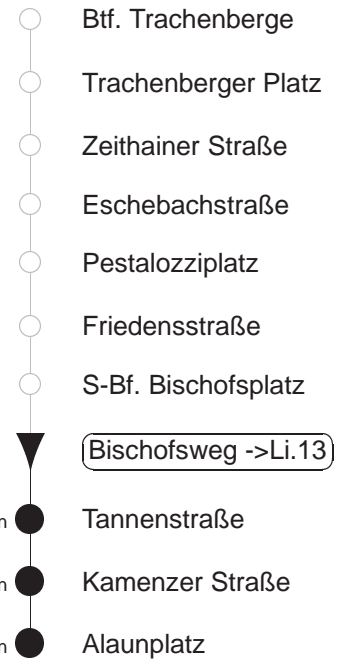 Btf. Trachenberge
Trachenberger Platz
Zeithainer Straße
Eschebachstraße
Pestalozziplatz
Friedensstraße
S-Bf. Bischofsplatz
Bischofsweg ->Li.13
Tannenstraße
Kamenzer Straße
Alaunplatz